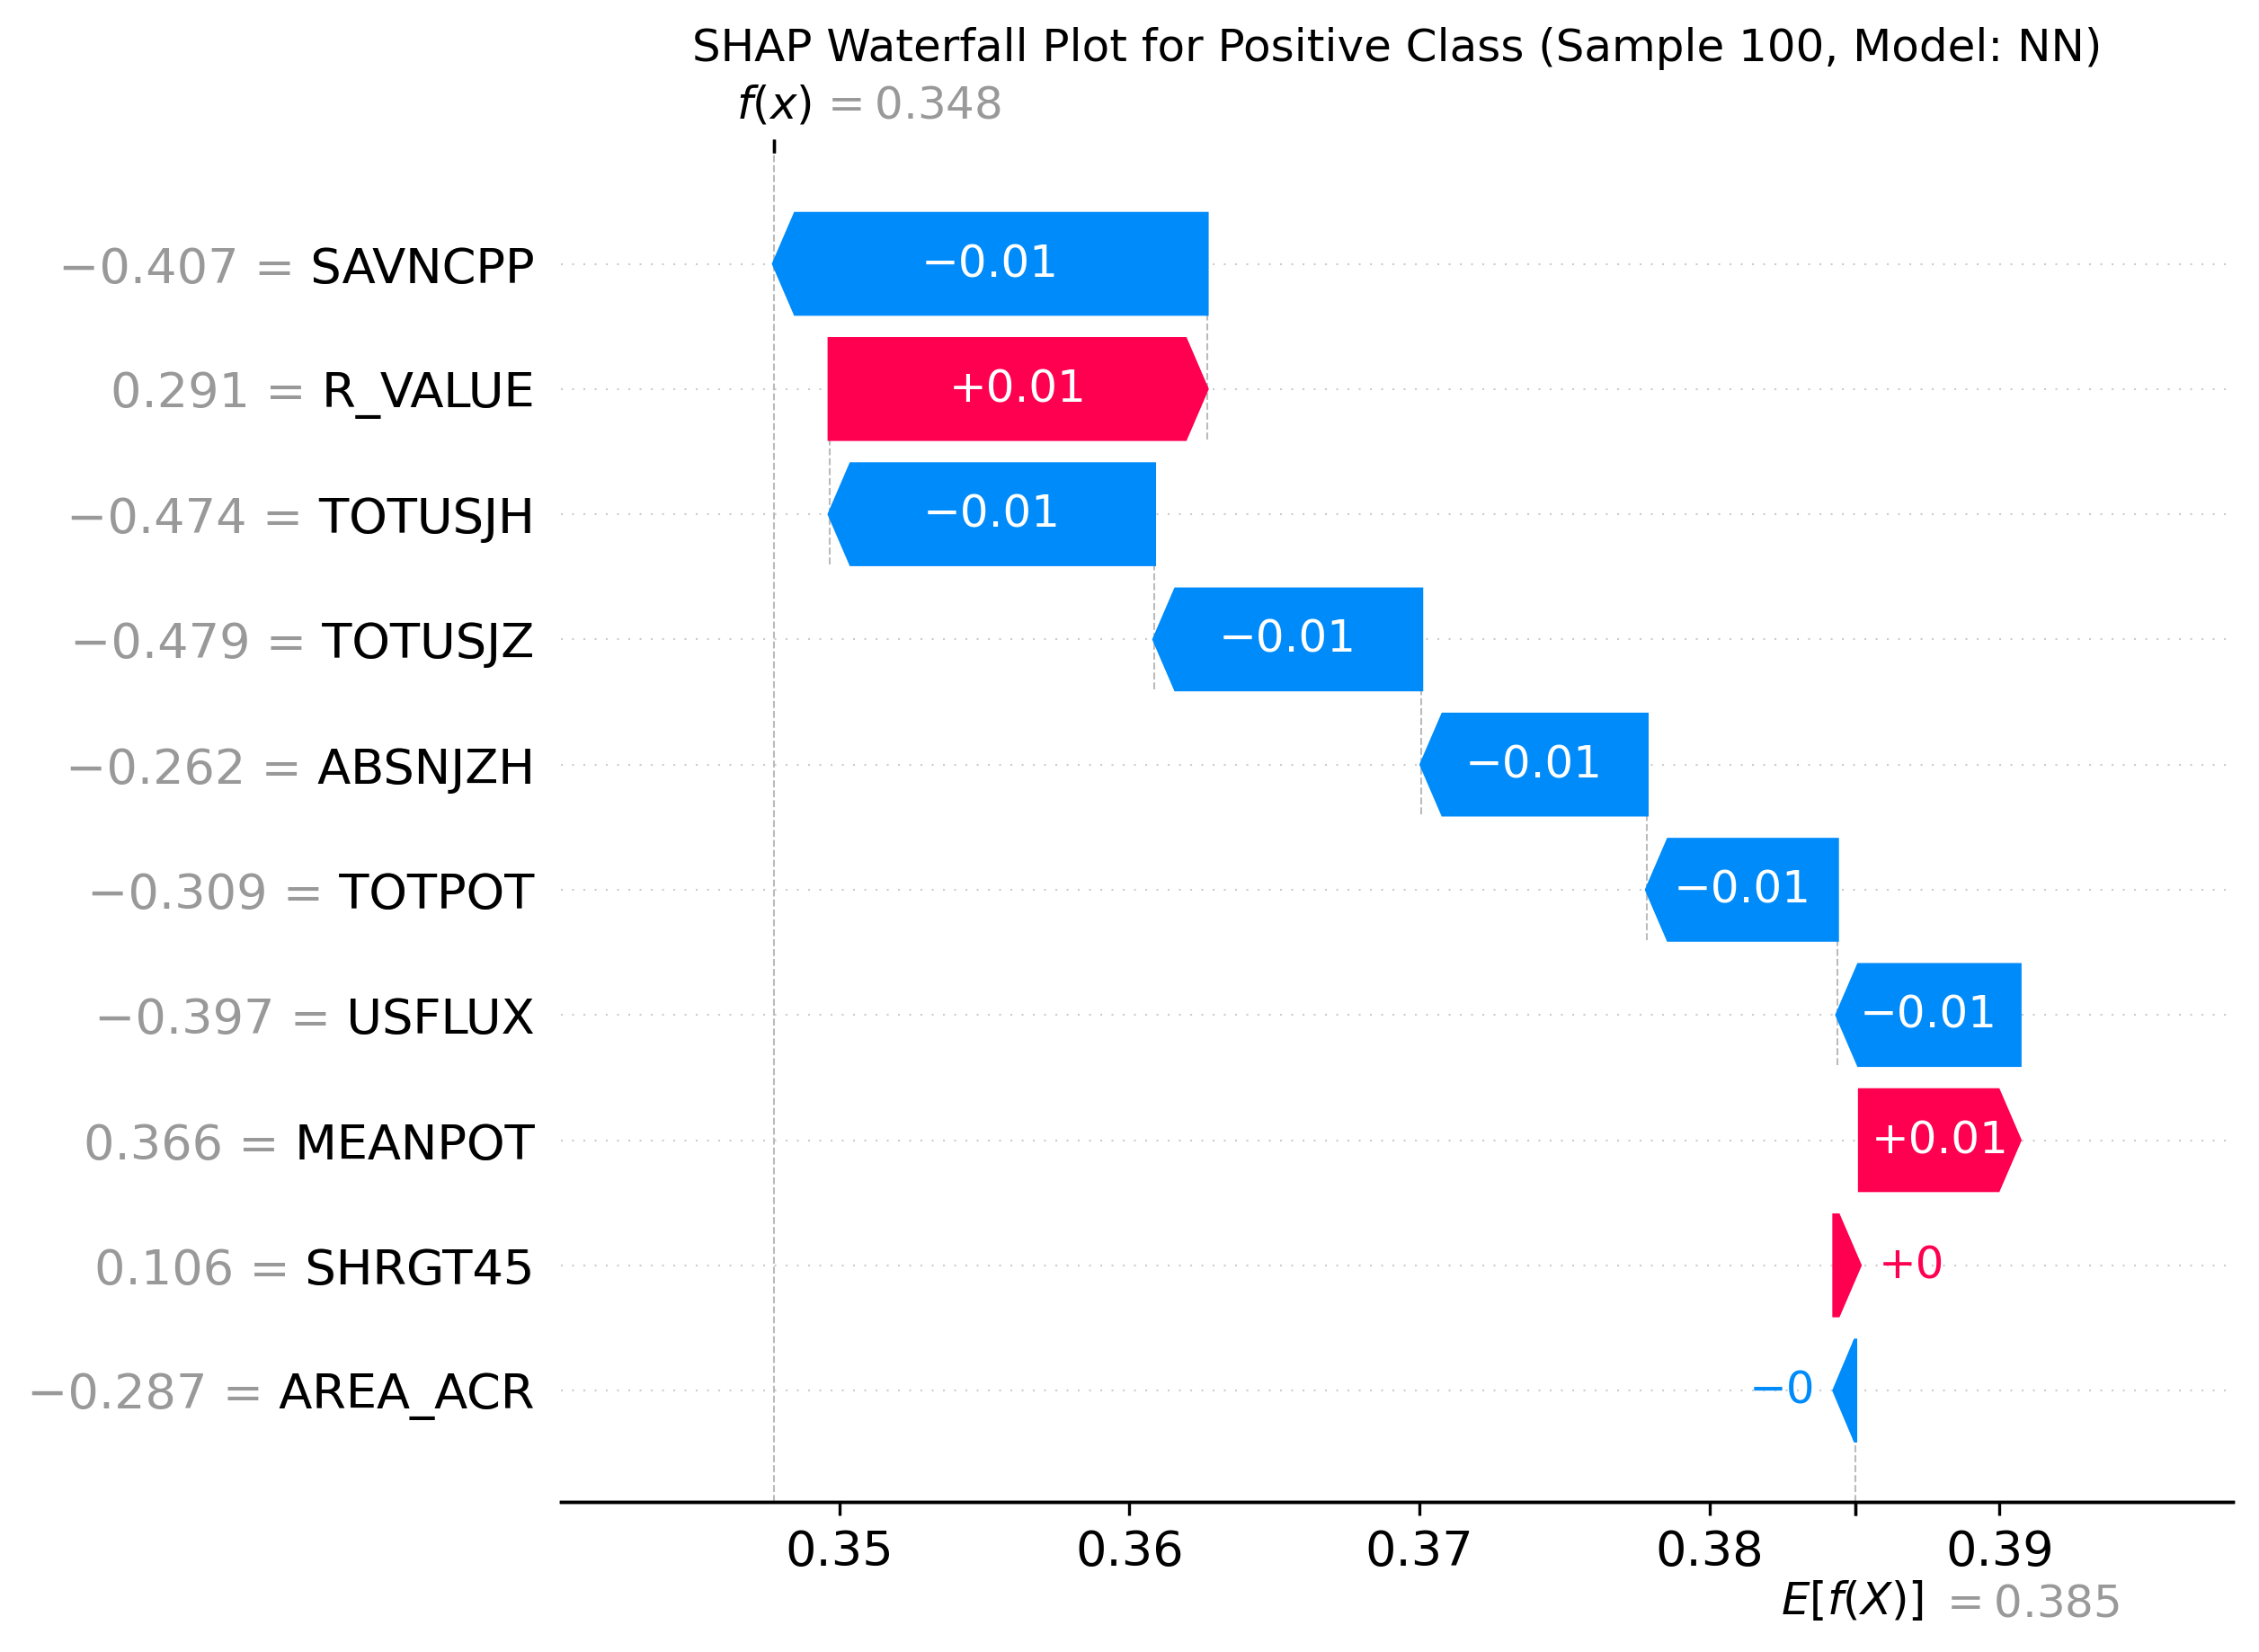 SHAP Waterfall Plot for Positive Class (Sample 100, Model: NN)
f(x) = 0.348
−0.407 = SAVNCPP −0.01
0.291 = R_VALUE +0.01
−0.474 = TOTUSJH −0.01
−0.479 = TOTUSJZ −0.01
−0.262 = ABSNJZH −0.01
−0.309 = TOTPOT −0.01
−0.397 = USFLUX −0.01
0.366 = MEANPOT +0.01
0.106 = SHRGT45 +0
−0.287 = AREA_ACR −0
0.35 0.36 0.37 0.38 0.39
E[f(X)] = 0.385